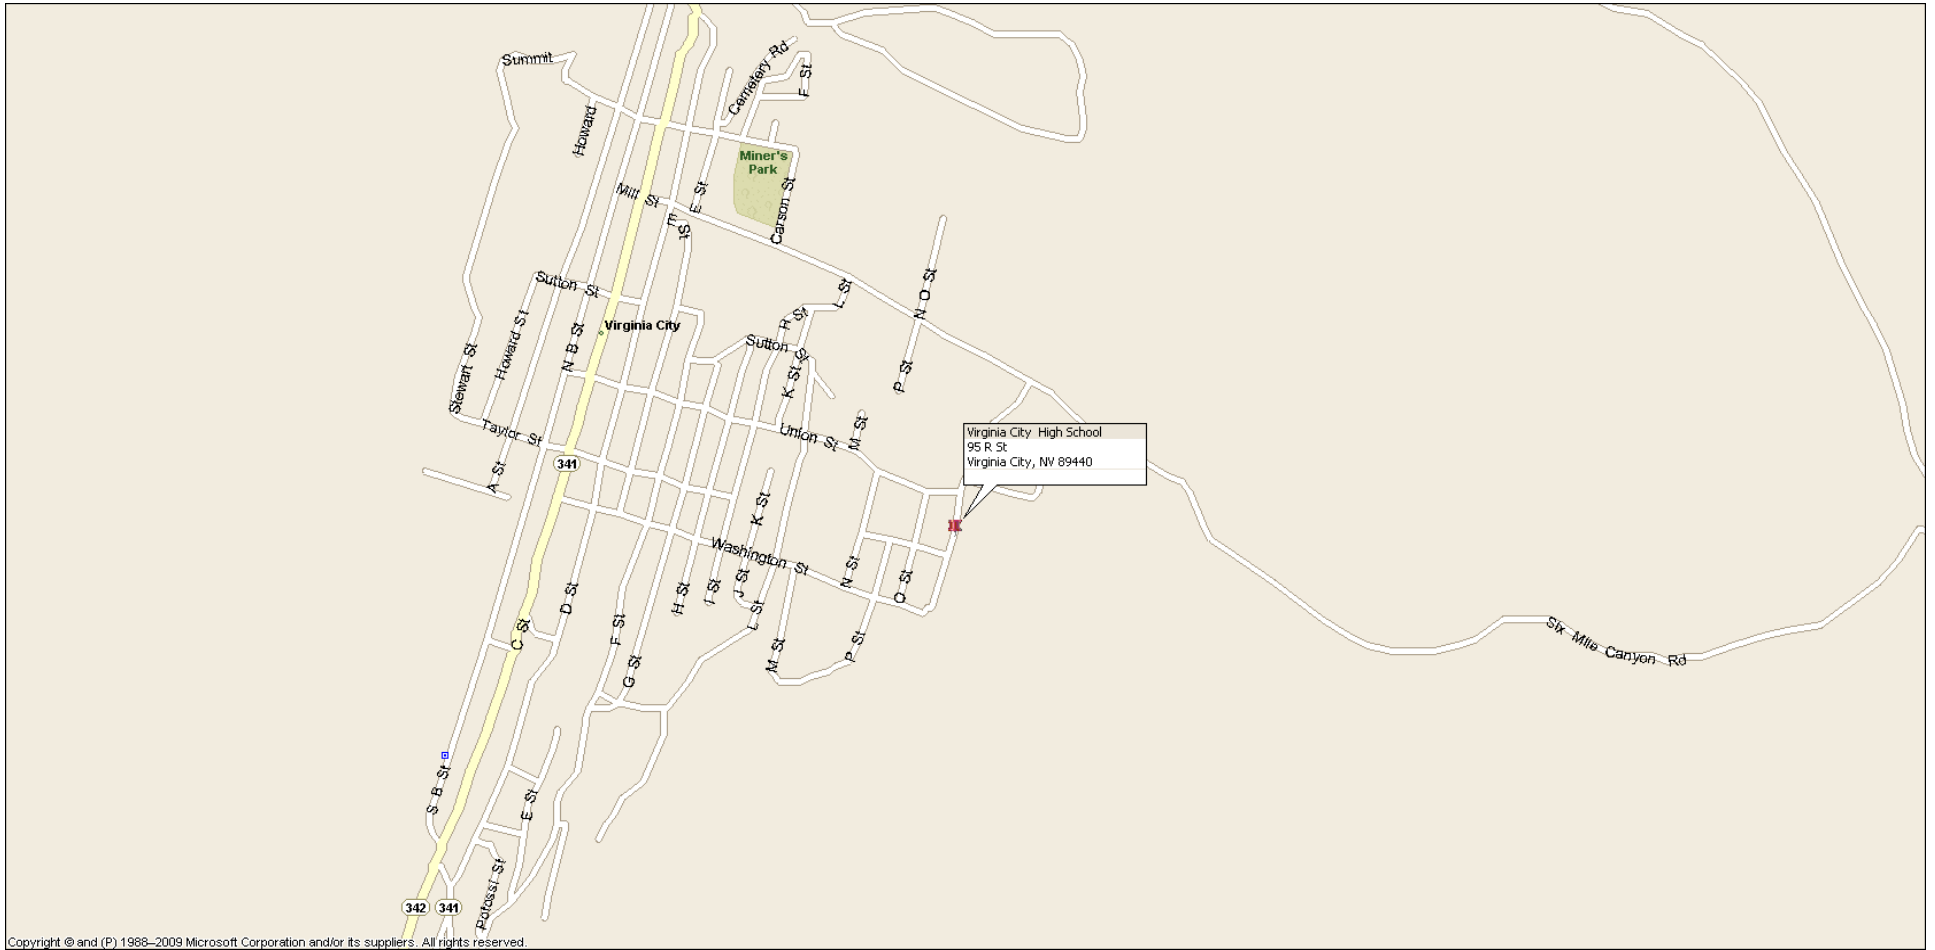 Summit
Cemetery Rd
F St
Howard
Miner's
Park
Mill St
E St
E St
Carson St
Sutton St
L St
N O St
Howard St
N B St
Virginia City
R St
Sutton St
K St
P St
Stewart St
Taylor St
Union St
M St
Virginia City High School
95 R St
Virginia City, NV 89440
341
A St
K St
Washington St
N St
O St
D St
H St
I St
J St
L St
C St
F St
G St
M St
P St
Six Mile Canyon Rd
S B St
E St
Potossi St
342
341
Copyright © and (P) 1988–2009 Microsoft Corporation and/or its suppliers. All rights reserved.